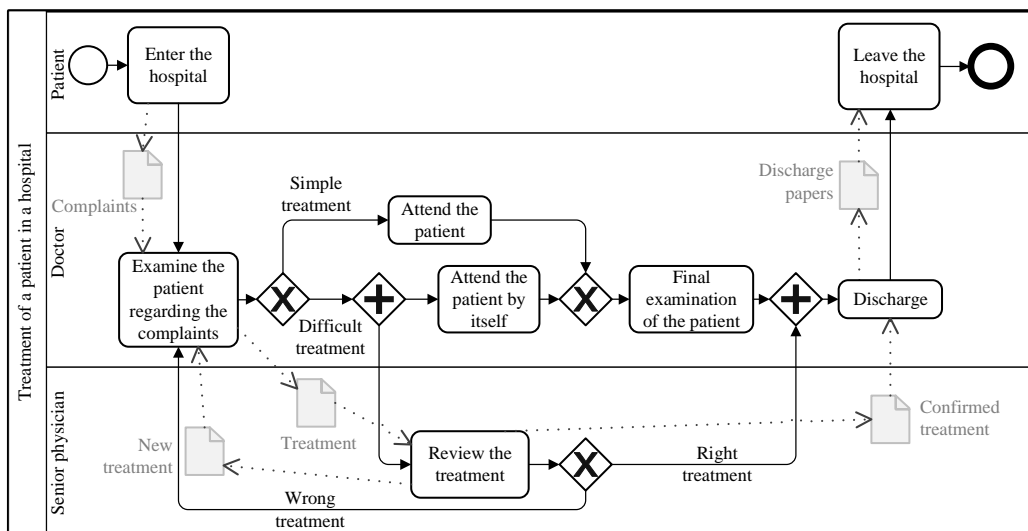 Treatment of a patient in a hospital
Patient
Enter the
hospital
Leave the
hospital
Doctor
Complaints
Simple
treatment
Attend the
patient
Discharge
papers
Examine the
patient
regarding the
complaints
Difficult
treatment
Attend the
patient by
itself
Final
examination
of the patient
Discharge
Senior physician
New
treatment
Treatment
Review the
treatment
Right
treatment
Confirmed
treatment
Wrong
treatment